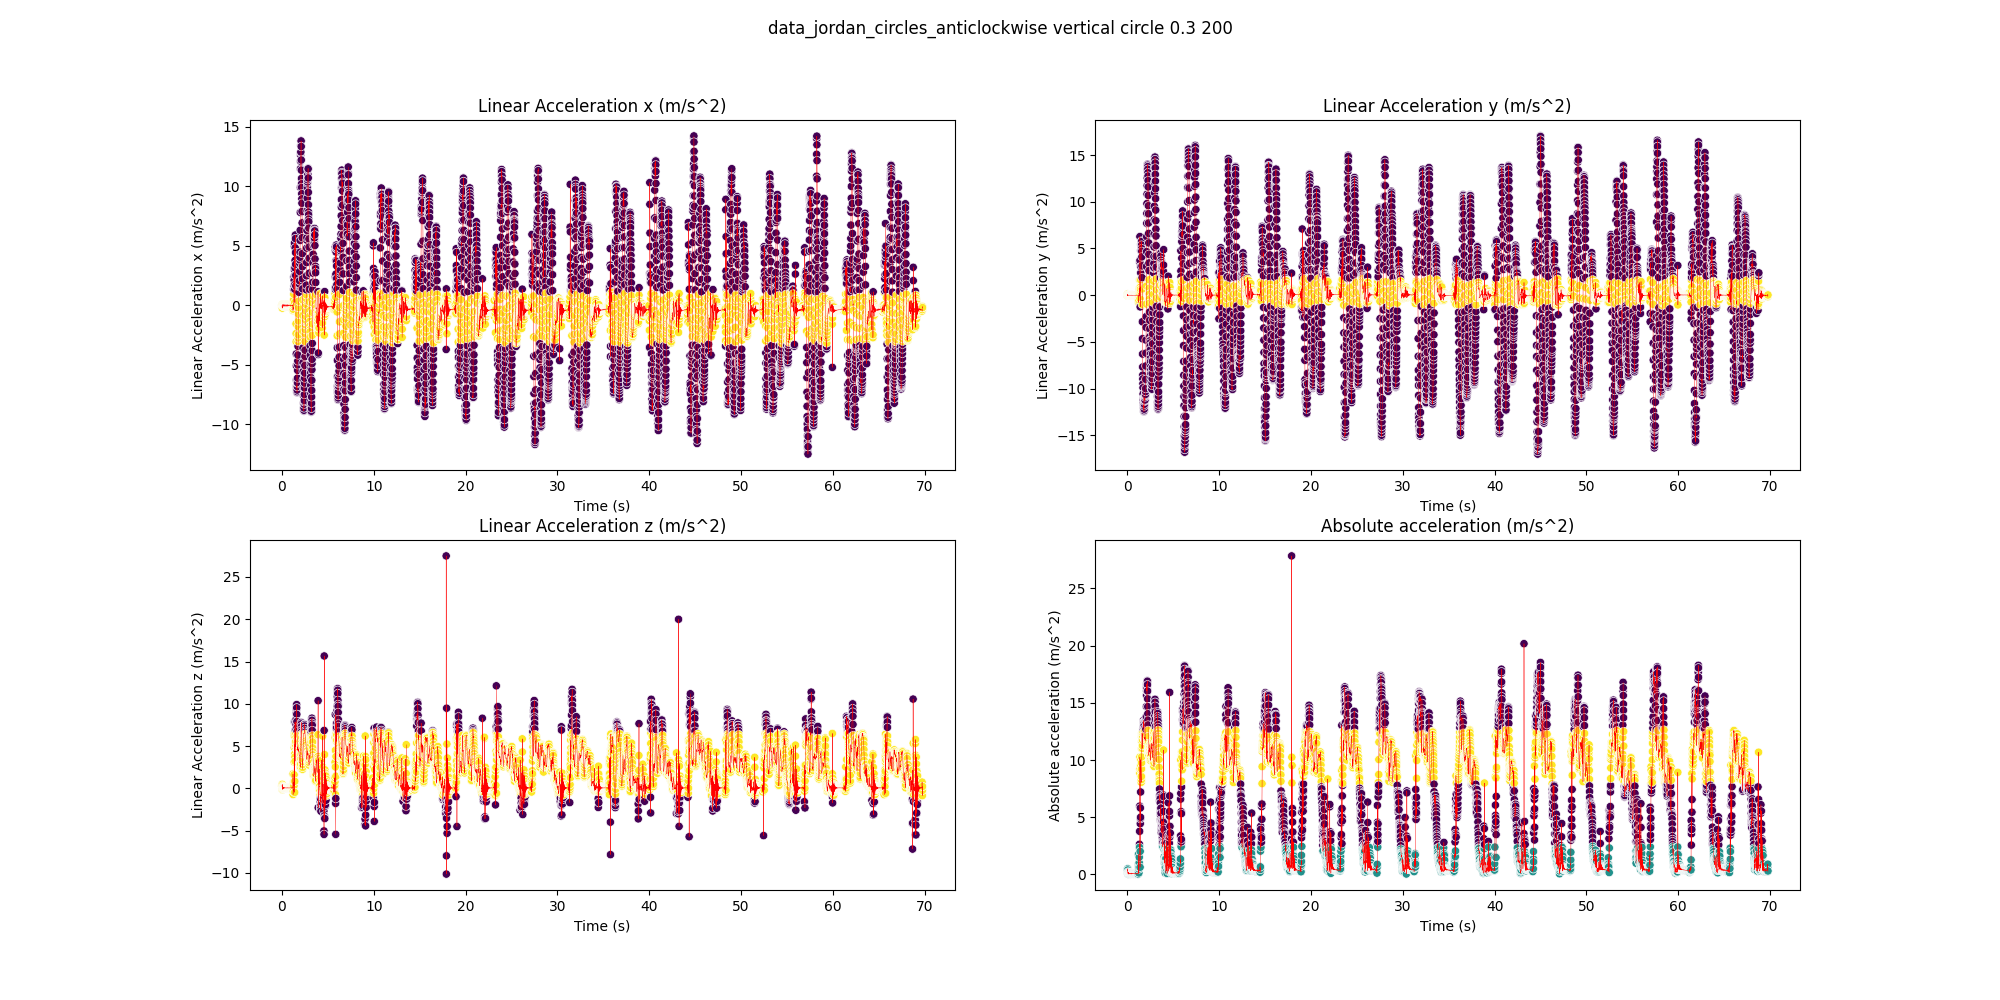 data_jordan_circles_anticlockwise vertical circle 0.3 200
Linear Acceleration x (m/s^2)
Linear Acceleration x (m/s^2)
15
10
5
0
−5
−10
0 10 20 30 40 50 60 70
Time (s)
Linear Acceleration y (m/s^2)
Linear Acceleration y (m/s^2)
15
10
5
0
−5
−10
−15
0 10 20 30 40 50 60 70
Time (s)
Linear Acceleration z (m/s^2)
Linear Acceleration z (m/s^2)
25
20
15
10
5
0
−5
−10
0 10 20 30 40 50 60 70
Time (s)
Absolute acceleration (m/s^2)
Absolute acceleration (m/s^2)
25
20
15
10
5
0
0 10 20 30 40 50 60 70
Time (s)